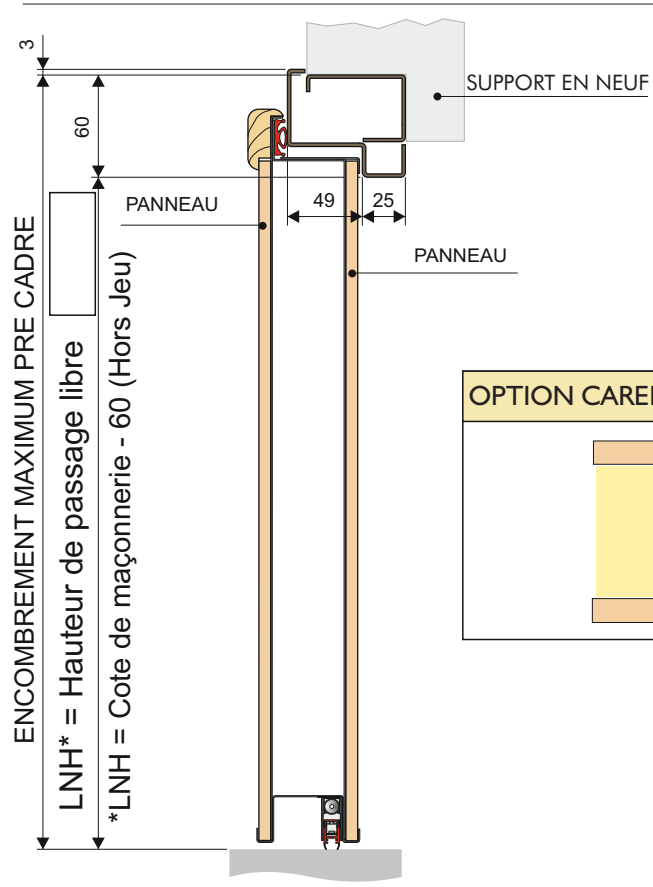 3
SUPPORT EN NEUF
60
PANNEAU
49
25
PANNEAU
ENCOMBREMENT MAXIMUM PRE CADRE
LNH* = Hauteur de passage libre
*LNH = Cote de maçonnerie - 60 (Hors Jeu)
OPTION CARE